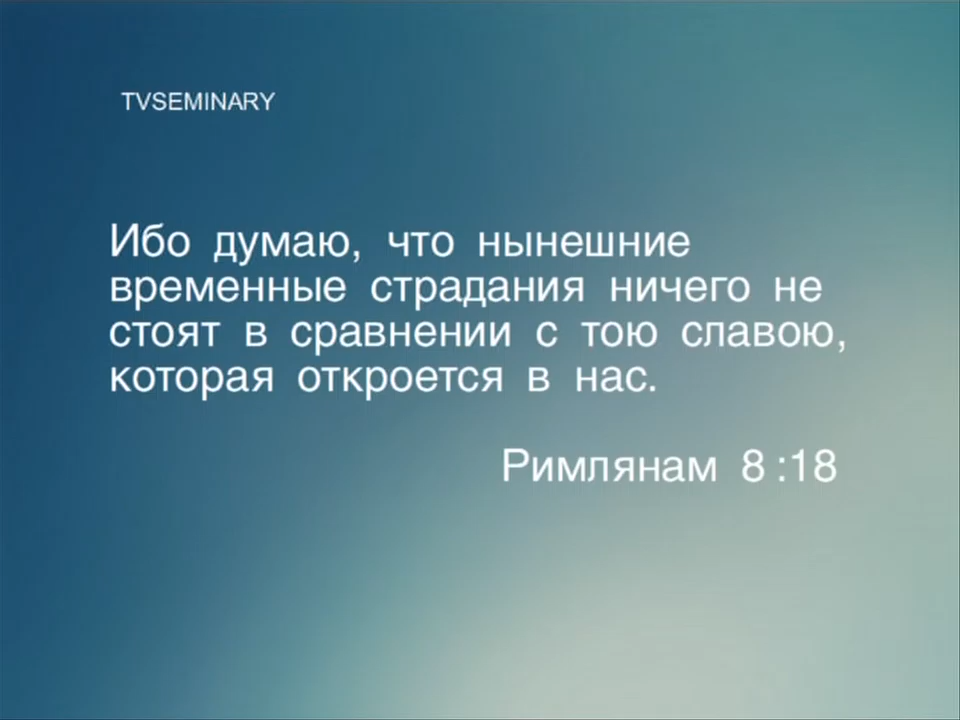 TVSEMINARY
Ибо думаю, что нынешние
временные страдания ничего не
стоят в сравнении с тою славою,
которая откроется в нас.
Римлянам 8 :18